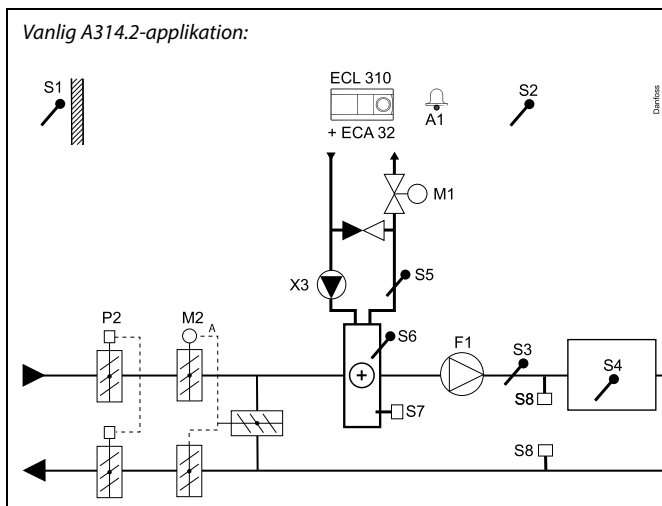 Vanlig A314.2-applikation:
S1
ECL 310
+ ECA 32
A1
S2
Danfoss
M1
X3
S5
P2
M2
A
S6
F1
S3
S4
S8
S7
S8